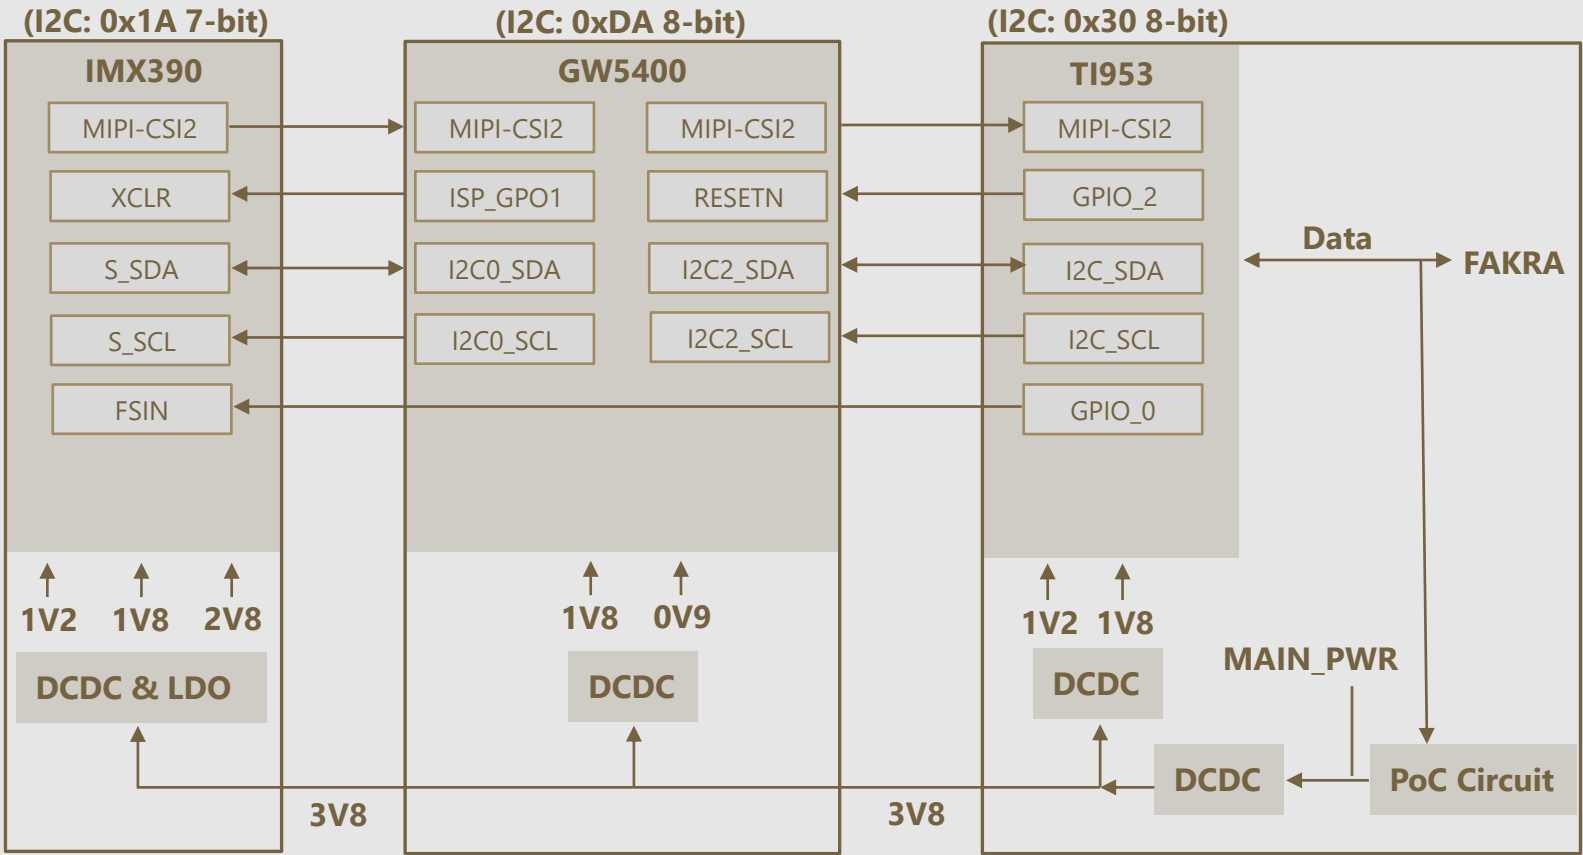 (I2C: 0x1A 7-bit)
(I2C: 0xDA 8-bit)
(I2C: 0x30 8-bit)
IMX390
GW5400
TI953
MIPI-CSI2
MIPI-CSI2
MIPI-CSI2
MIPI-CSI2
XCLR
ISP_GPO1
RESETN
GPIO_2
S_SDA
I2C0_SDA
I2C2_SDA
I2C_SDA
Data
FAKRA
S_SCL
I2C0_SCL
I2C2_SCL
I2C_SCL
FSIN
GPIO_0
1V2
1V8
2V8
1V8
0V9
1V2
1V8
DCDC & LDO
DCDC
DCDC
MAIN_PWR
DCDC
PoC Circuit
3V8
3V8